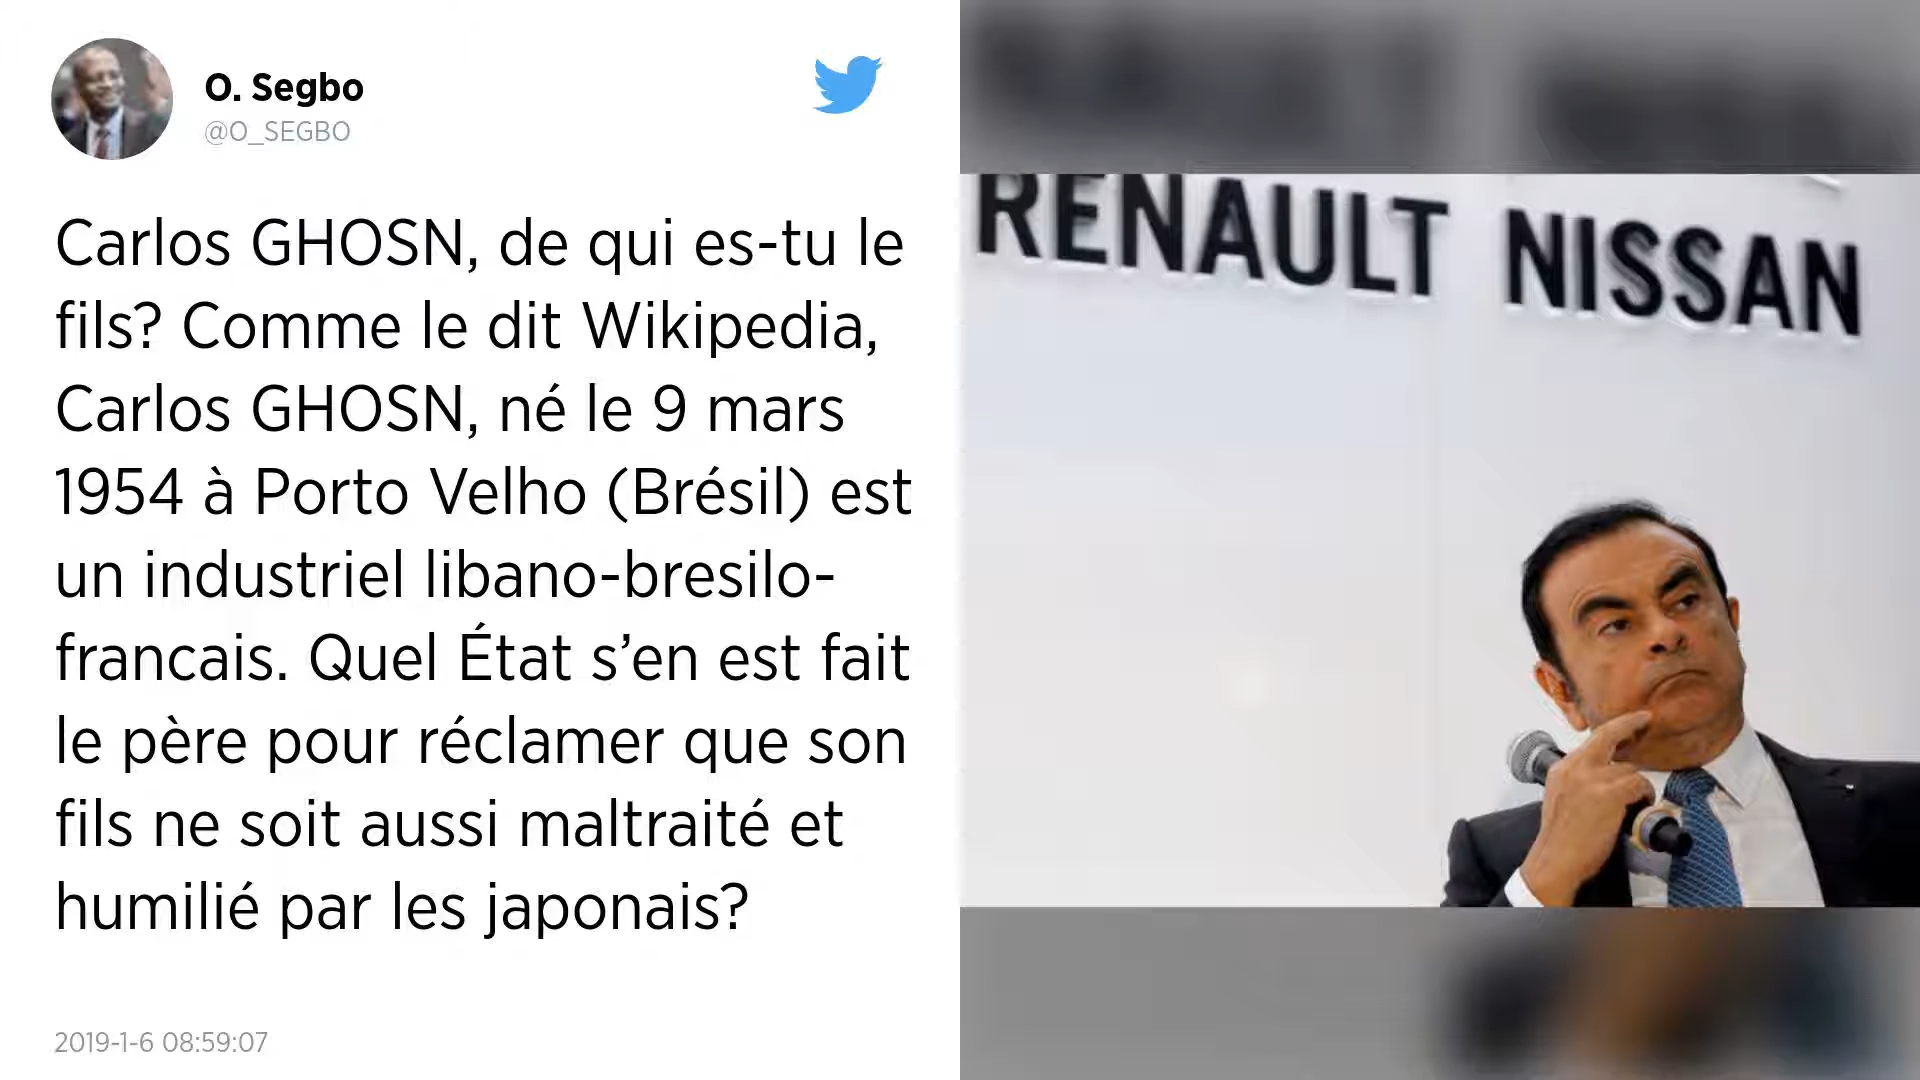 O. Segbo
@O_SEGBO
Carlos GHOSN, de qui es-tu le
fils? Comme le dit Wikipedia,
Carlos GHOSN, né le 9 mars
1954 à Porto Velho (Brésil) est
un industriel libano-bresilo-
francais. Quel État s’en est fait
le père pour réclamer que son
fils ne soit aussi maltraité et
humilié par les japonais?
2019-1-6 08:59:07
RENAULT NISSAN